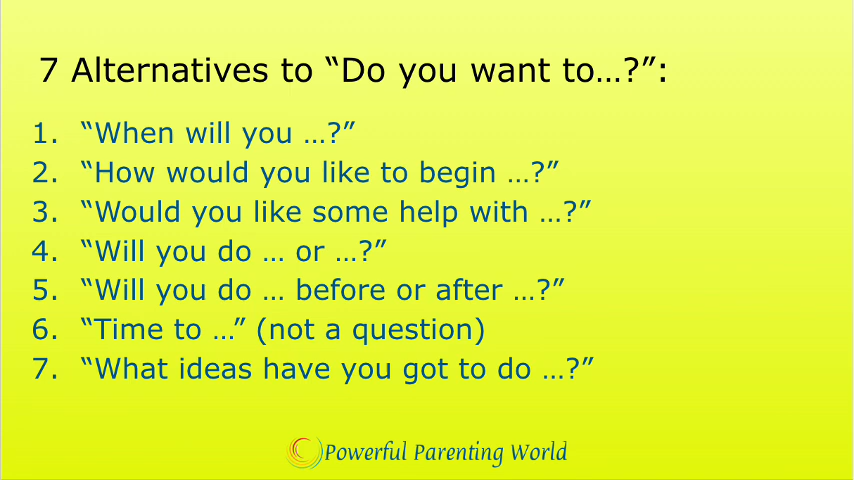 7 Alternatives to “Do you want to…?”:
1. “When will you …?”
2. “How would you like to begin …?”
3. “Would you like some help with …?”
4. “Will you do … or …?”
5. “Will you do … before or after …?”
6. “Time to …” (not a question)
7. “What ideas have you got to do …?”
Powerful Parenting World